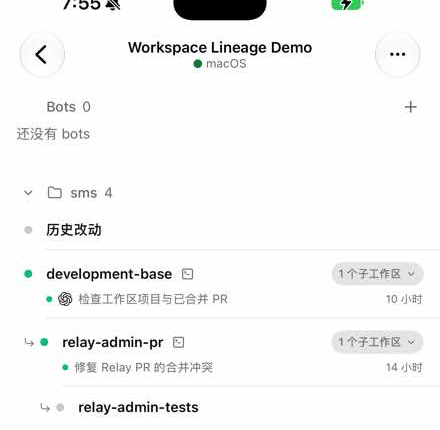 7:55
Workspace Lineage Demo
macOS
Bots 0
还没有 bots
sms 4
历史改动
development-base
1 个子工作区
检查工作区项目与已合并 PR
10 小时
relay-admin-pr
1 个子工作区
修复 Relay PR 的合并冲突
14 小时
relay-admin-tests